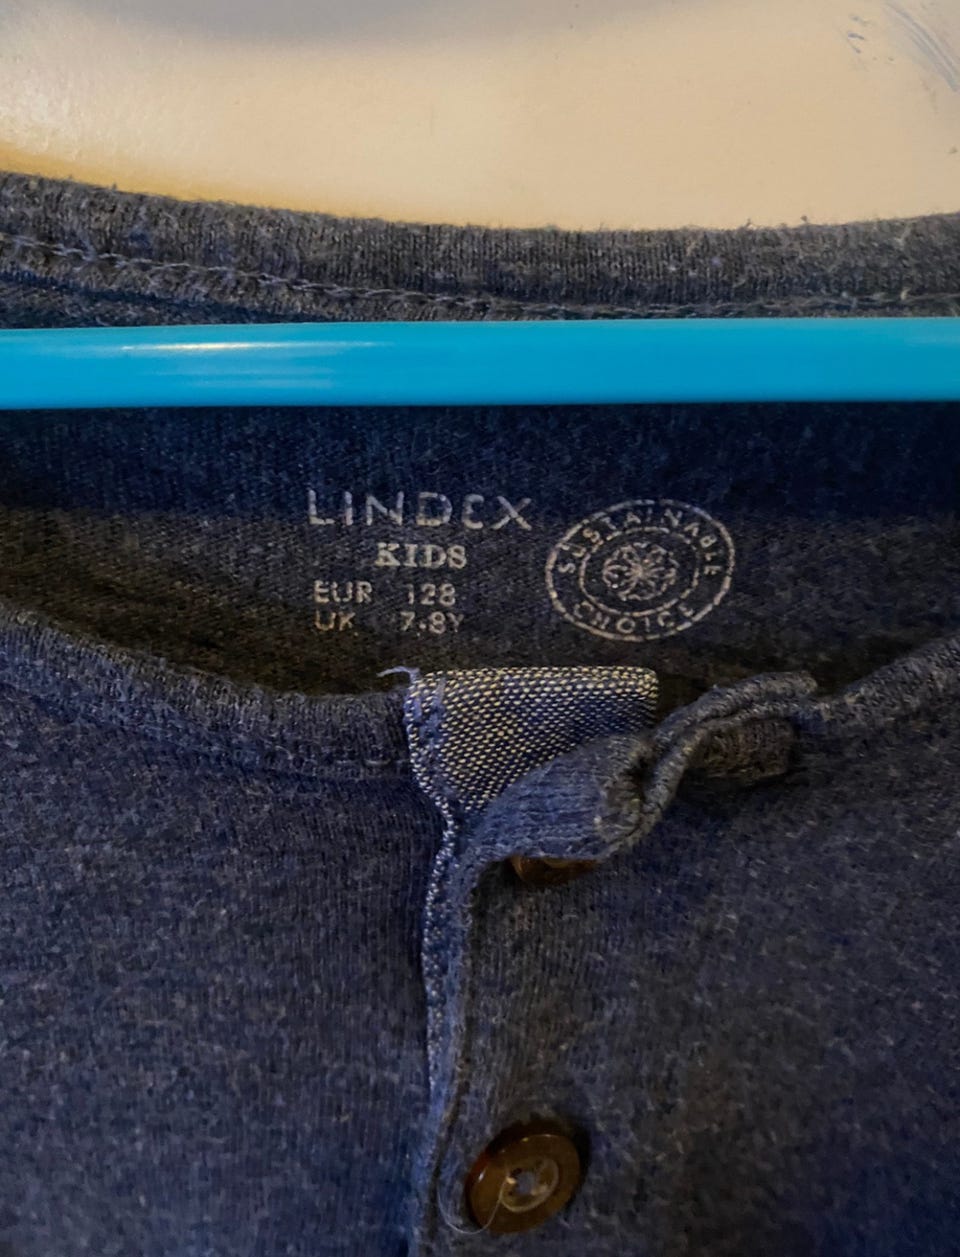 LINDEX
KIDS
EUR 128
UK 7-8Y
SUSTAINABLE
CHOICE